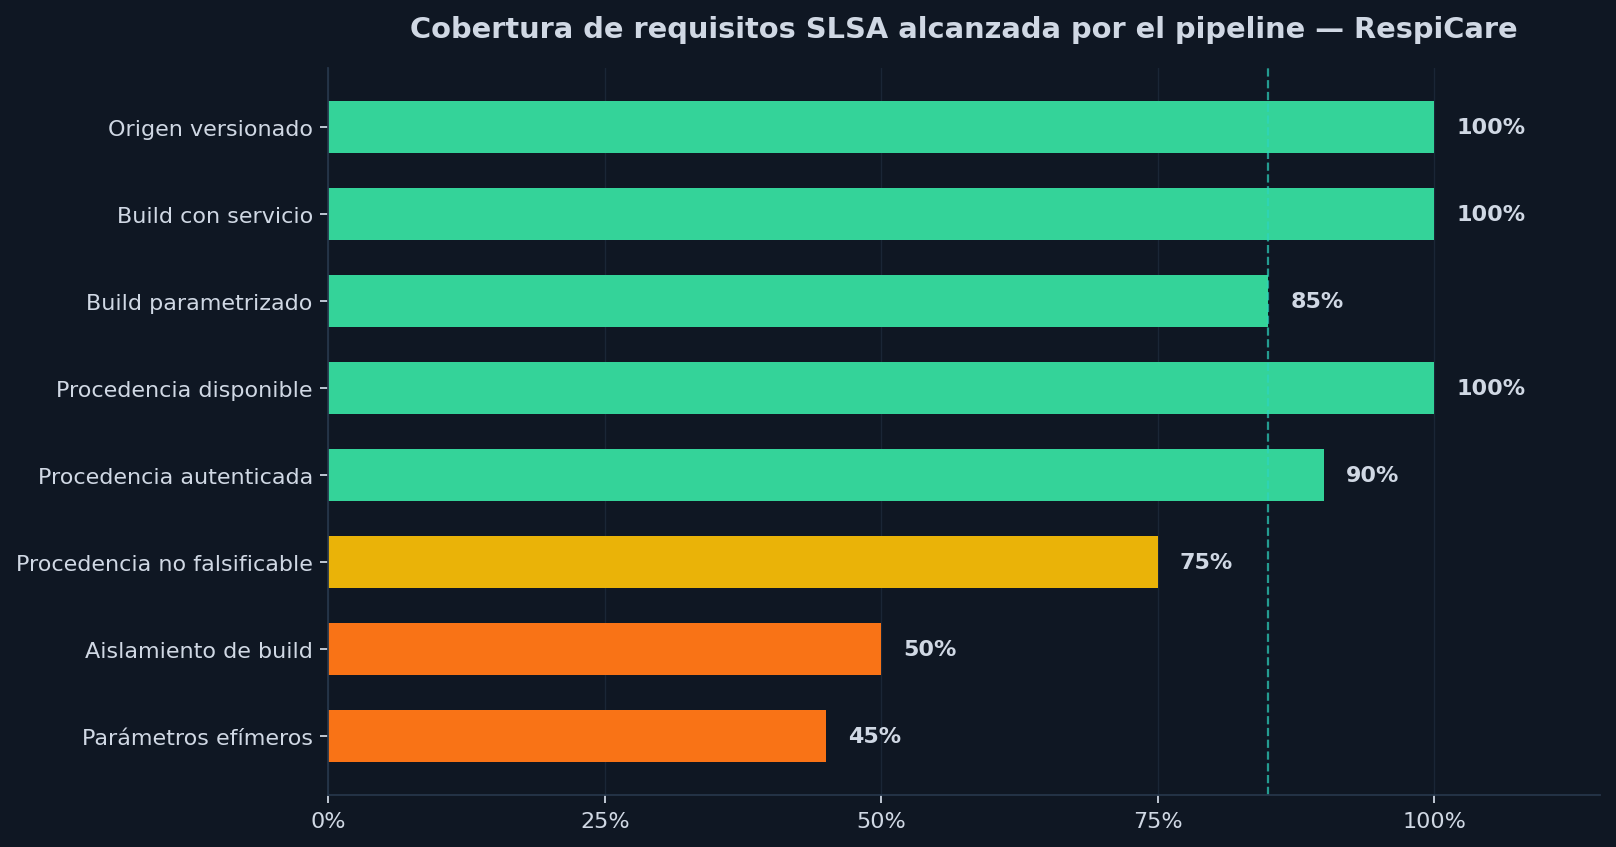 Cobertura de requisitos SLSA alcanzada por el pipeline — RespiCare
Origen versionado 100%
Build con servicio 100%
Build parametrizado 85%
Procedencia disponible 100%
Procedencia autenticada 90%
Procedencia no falsificable 75%
Aislamiento de build 50%
Parámetros efímeros 45%
0% 25% 50% 75% 100%